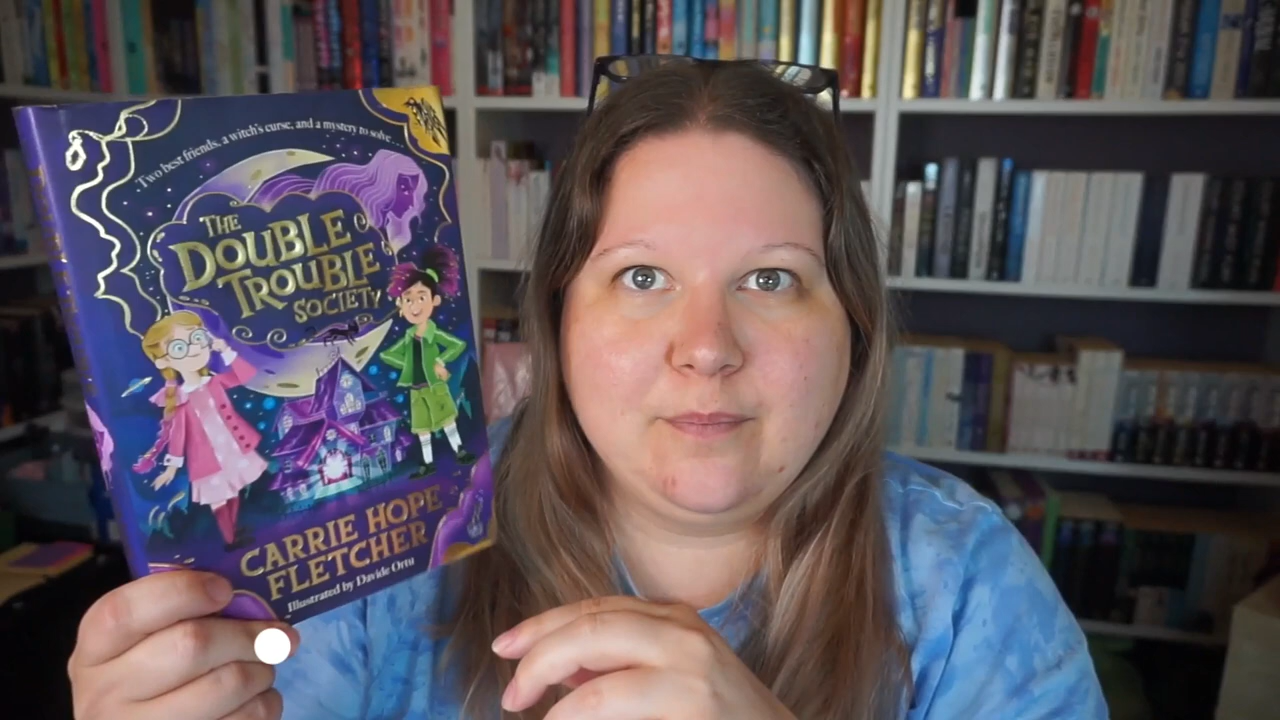 Two best friends, a witch's curse, and a mystery to solve...
THE
DOUBLE
TROUBLE
SOCIETY
CARRIE HOPE
FLETCHER
Illustrated by Davide Ortu